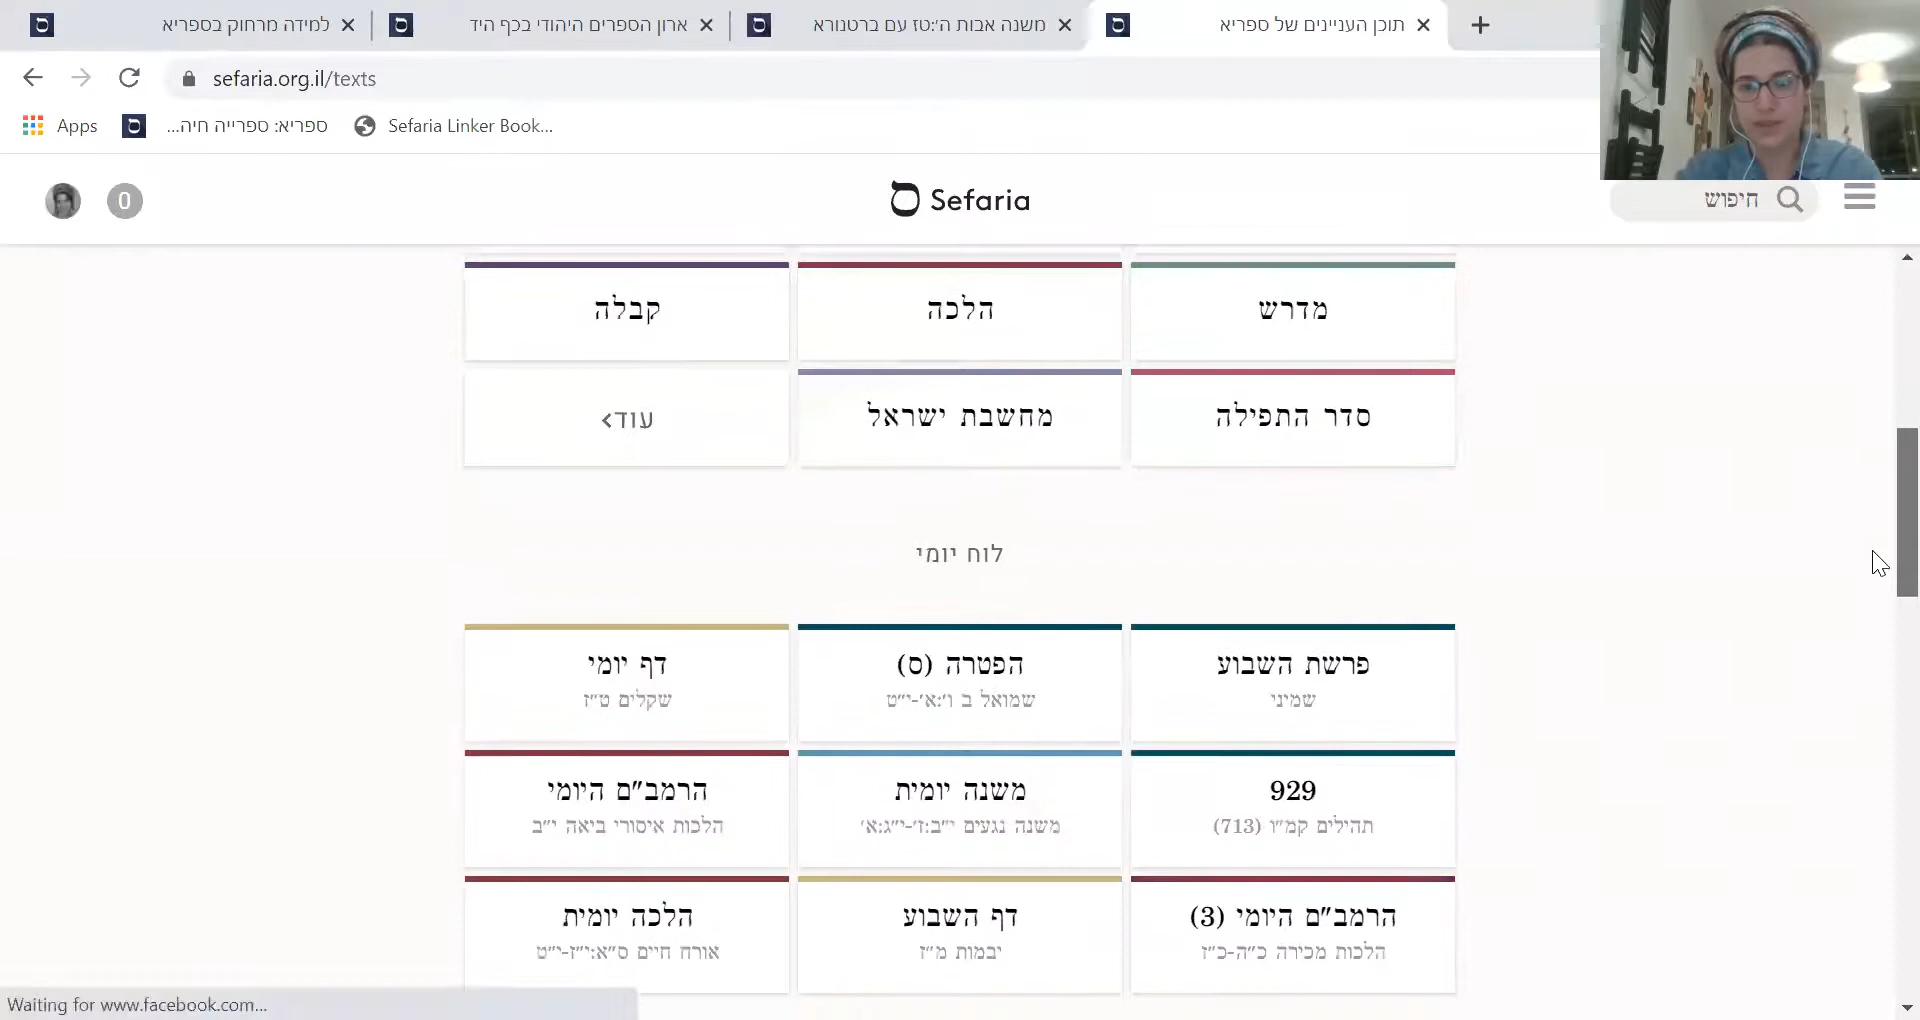 למידה מרחוק בספריא
ארון הספרים היהודי בכף היד
משנה אבות ה׳:טז עם ברטנורא
תוכן העניינים של ספריא
sefaria.org.il/texts
Apps
ספריא: ספרייה חיה...
Sefaria Linker Book...
0
Sefaria
חיפוש
מדרש
הלכה
קבלה
סדר התפילה
מחשבת ישראל
עוד>
לוח יומי
פרשת השבוע
שמיני
הפטרה (ס)
שמואל ב ו׳:א׳-י״ט
דף יומי
שקלים ט״ז
929
תהילים קמ״ו (713)
משנה יומית
משנה נגעים י״ב:ז׳-י״ג:א׳
הרמב"ם היומי
הלכות איסורי ביאה י״ב
הרמב"ם היומי (3)
הלכות מכירה כ״ה-כ״ז
דף השבוע
יבמות מ״ז
הלכה יומית
אורח חיים ס״א:י״ז-י״ט
Waiting for www.facebook.com...